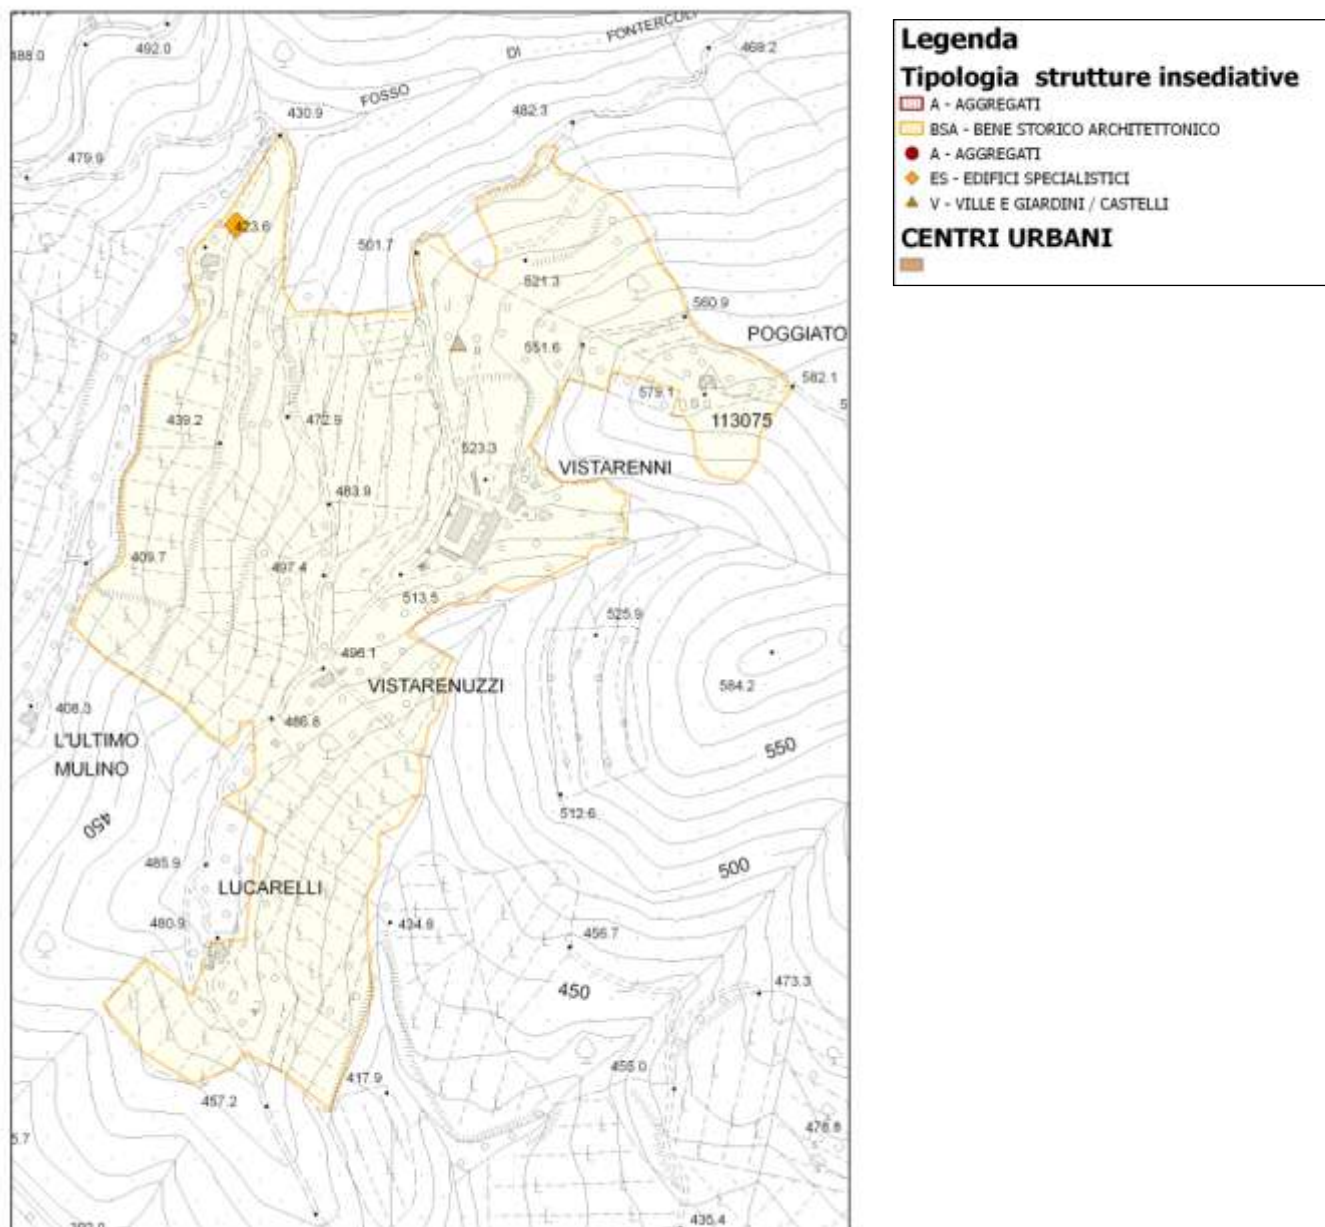 492.0
488.0
FOSSO
DI
468.2
430.9
482.3
479.9
423.6
501.7
521.3
560.9
551.6
POGGIATO
582.1
579.1
113075
439.2
472.9
523.3
VISTARENNI
483.9
409.7
497.4
513.5
525.9
496.1
584.2
VISTARENUZZI
408.3
486.8
L'ULTIMO
MULINO
550
512.6
450
485.9
500
LUCARELLI
480.9
434.8
456.7
450
473.3
455.0
417.9
457.2
478.8
435.4
Legenda
Tipologia strutture insediative
A - AGGREGATI
BSA - BENE STORICO ARCHITETTONICO
A - AGGREGATI
ES - EDIFICI SPECIALISTICI
V - VILLE E GIARDINI / CASTELLI
CENTRI URBANI